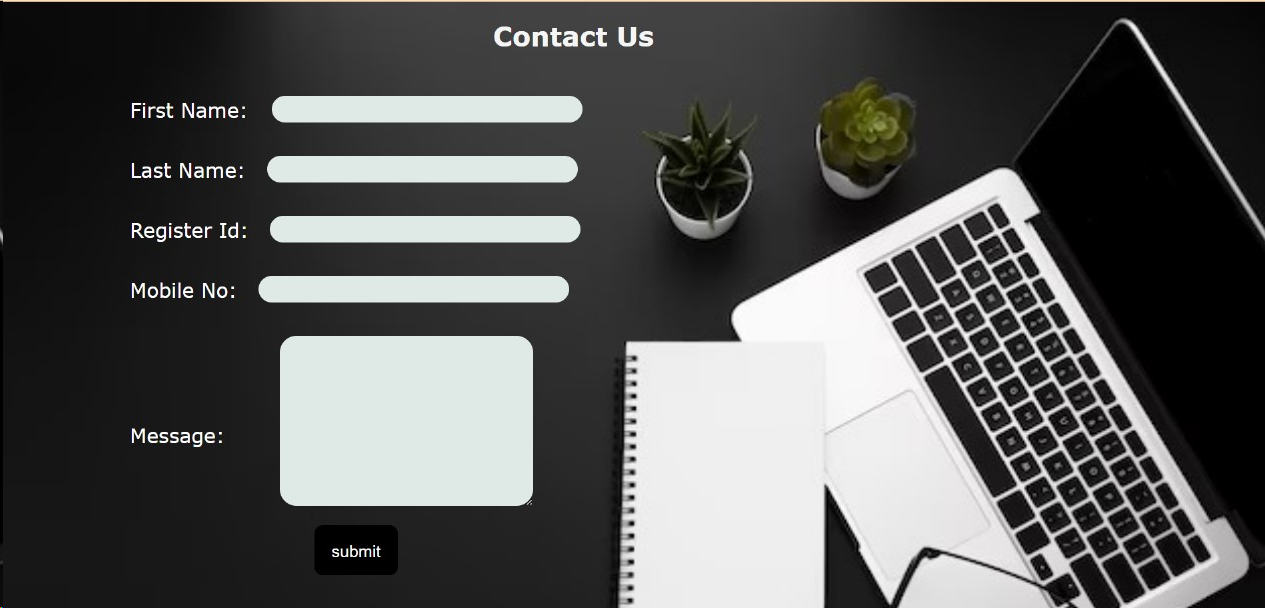 Contact Us
First Name:
Last Name:
Register Id:
Mobile No:
Message:
submit